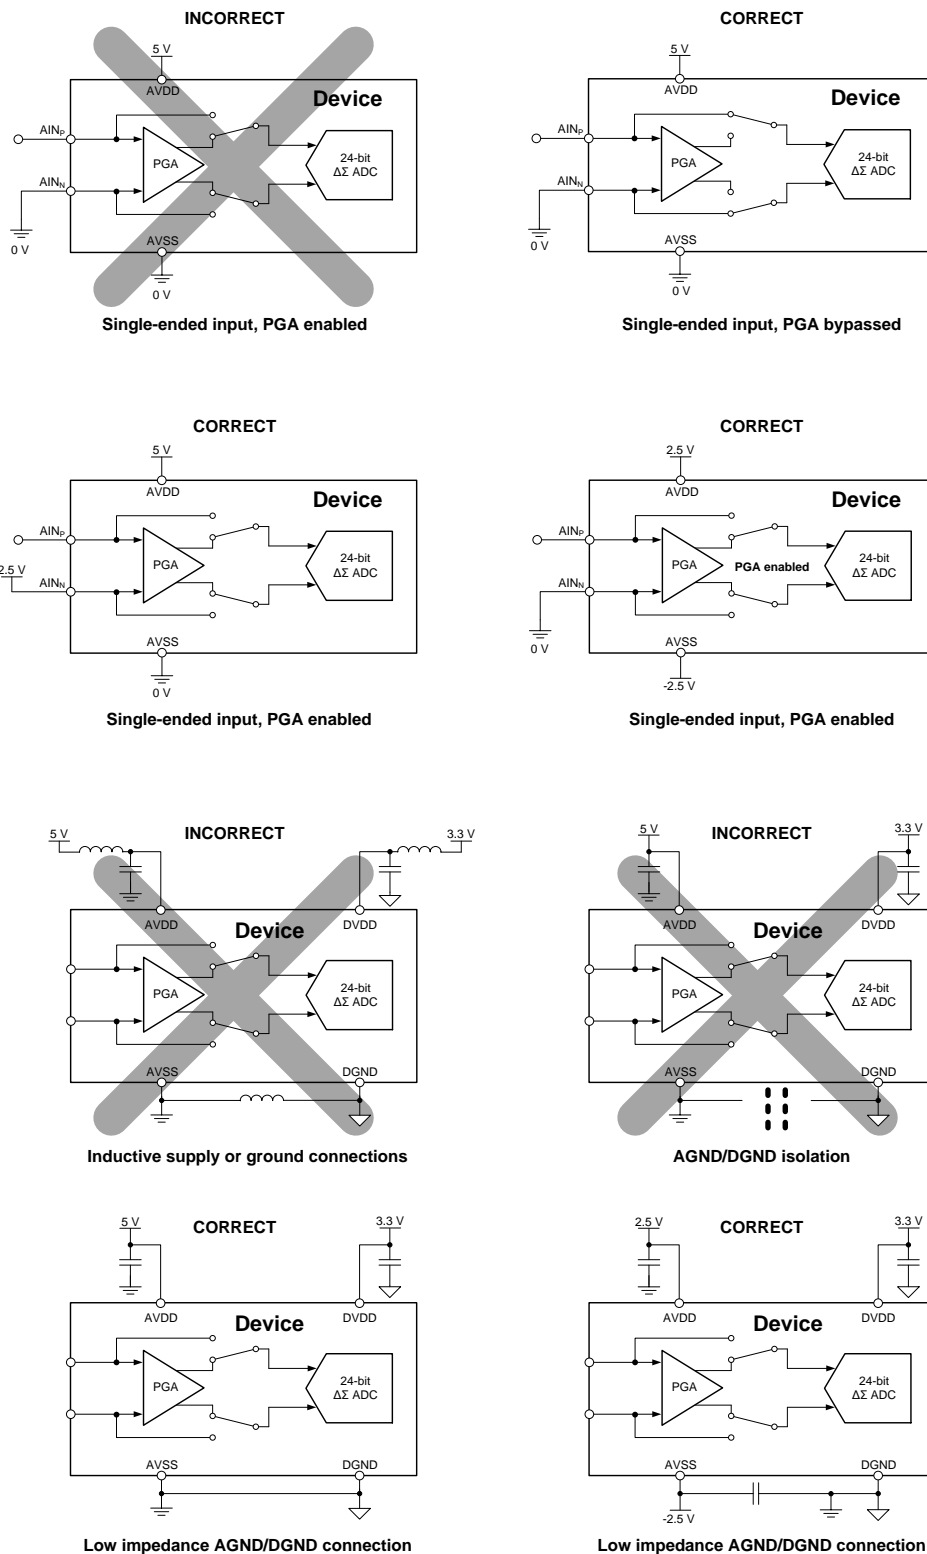 INCORRECT
5 V
AVDD
Device
AINP
PGA
24-bit
ΔΣ ADC
AINN
0 V
AVSS
0 V
Single-ended input, PGA enabled
CORRECT
5 V
AVDD
Device
AINP
PGA
24-bit
ΔΣ ADC
AINN
0 V
AVSS
0 V
Single-ended input, PGA bypassed
CORRECT
5 V
AVDD
Device
AINP
PGA
24-bit
ΔΣ ADC
2.5 V
AINN
AVSS
0 V
Single-ended input, PGA enabled
CORRECT
2.5 V
AVDD
Device
AINP
PGA
PGA enabled
24-bit
ΔΣ ADC
AINN
0 V
AVSS
-2.5 V
Single-ended input, PGA enabled
INCORRECT
5 V
3.3 V
AVDD
Device
DVDD
PGA
24-bit
ΔΣ ADC
AVSS
DGND
Inductive supply or ground connections
INCORRECT
5 V
3.3 V
AVDD
Device
DVDD
PGA
24-bit
ΔΣ ADC
AVSS
DGND
AGND/DGND isolation
CORRECT
5 V
3.3 V
AVDD
Device
DVDD
PGA
24-bit
ΔΣ ADC
AVSS
DGND
Low impedance AGND/DGND connection
CORRECT
2.5 V
3.3 V
AVDD
Device
DVDD
PGA
24-bit
ΔΣ ADC
AVSS
DGND
-2.5 V
Low impedance AGND/DGND connection